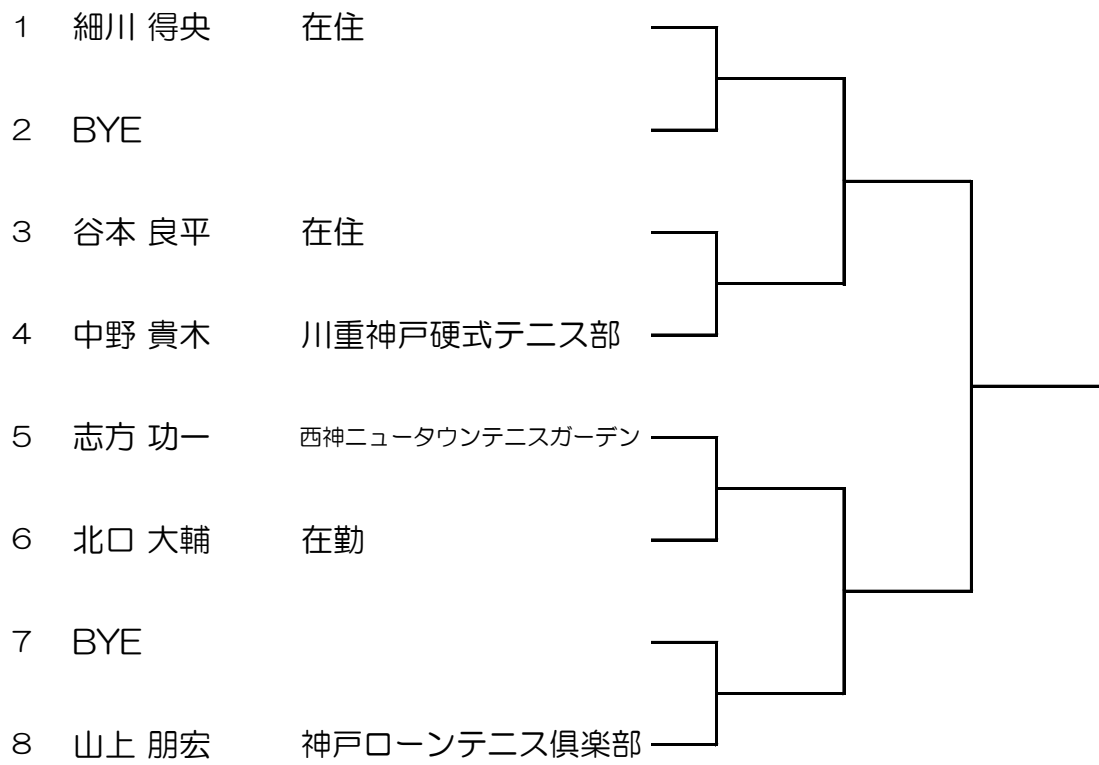 1 細川 得央 在住
2 BYE
3 谷本 良平 在住
4 中野 貴木 川重神戸硬式テニス部
5 志方 功一 西神ニュータウンテニスガーデン
6 北口 大輔 在勤
7 BYE
8 山上 朋宏 神戸ローンテニス倶楽部